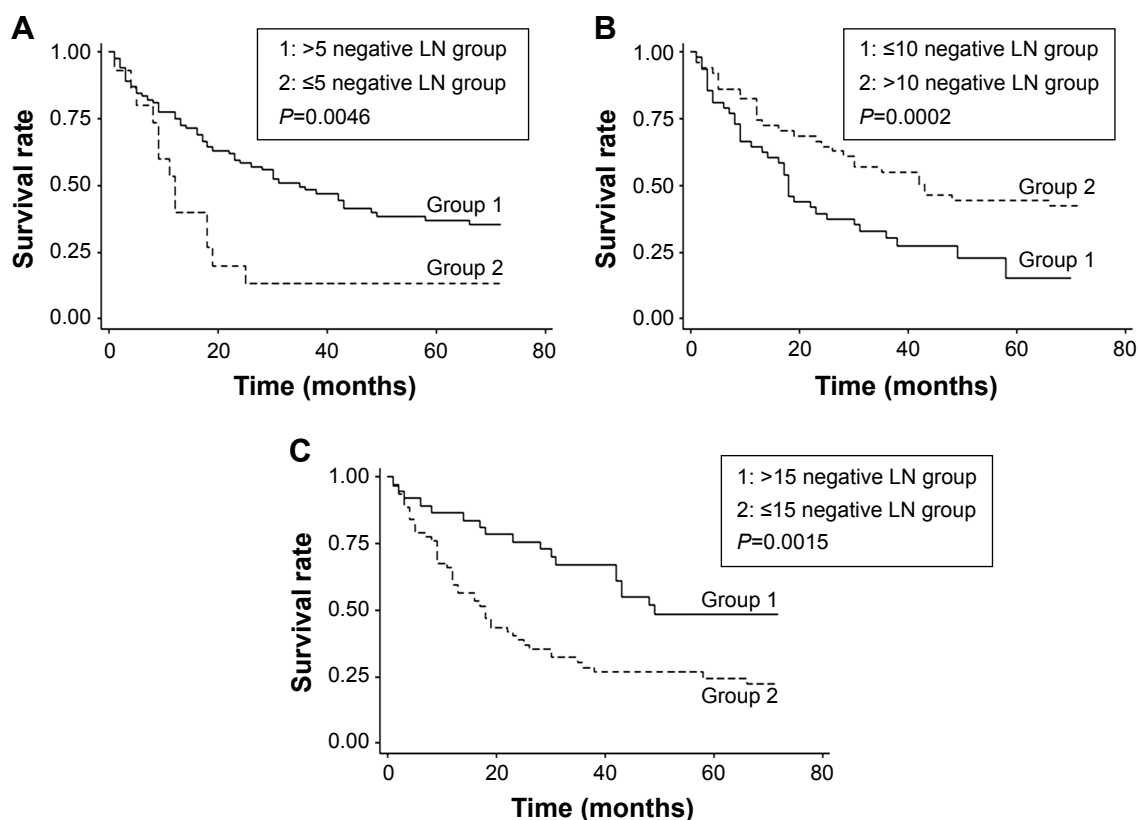 A
1: >5 negative LN group
2: ≤5 negative LN group
P=0.0046
1.00
0.75
0.50
0.25
0.00
Survival rate
Group 1
Group 2
0 20 40 60 80
Time (months)
B
1: ≤10 negative LN group
2: >10 negative LN group
P=0.0002
1.00
0.75
0.50
0.25
0.00
Survival rate
Group 2
Group 1
0 20 40 60 80
Time (months)
C
1: >15 negative LN group
2: ≤15 negative LN group
P=0.0015
1.00
0.75
0.50
0.25
0.00
Survival rate
Group 1
Group 2
0 20 40 60 80
Time (months)